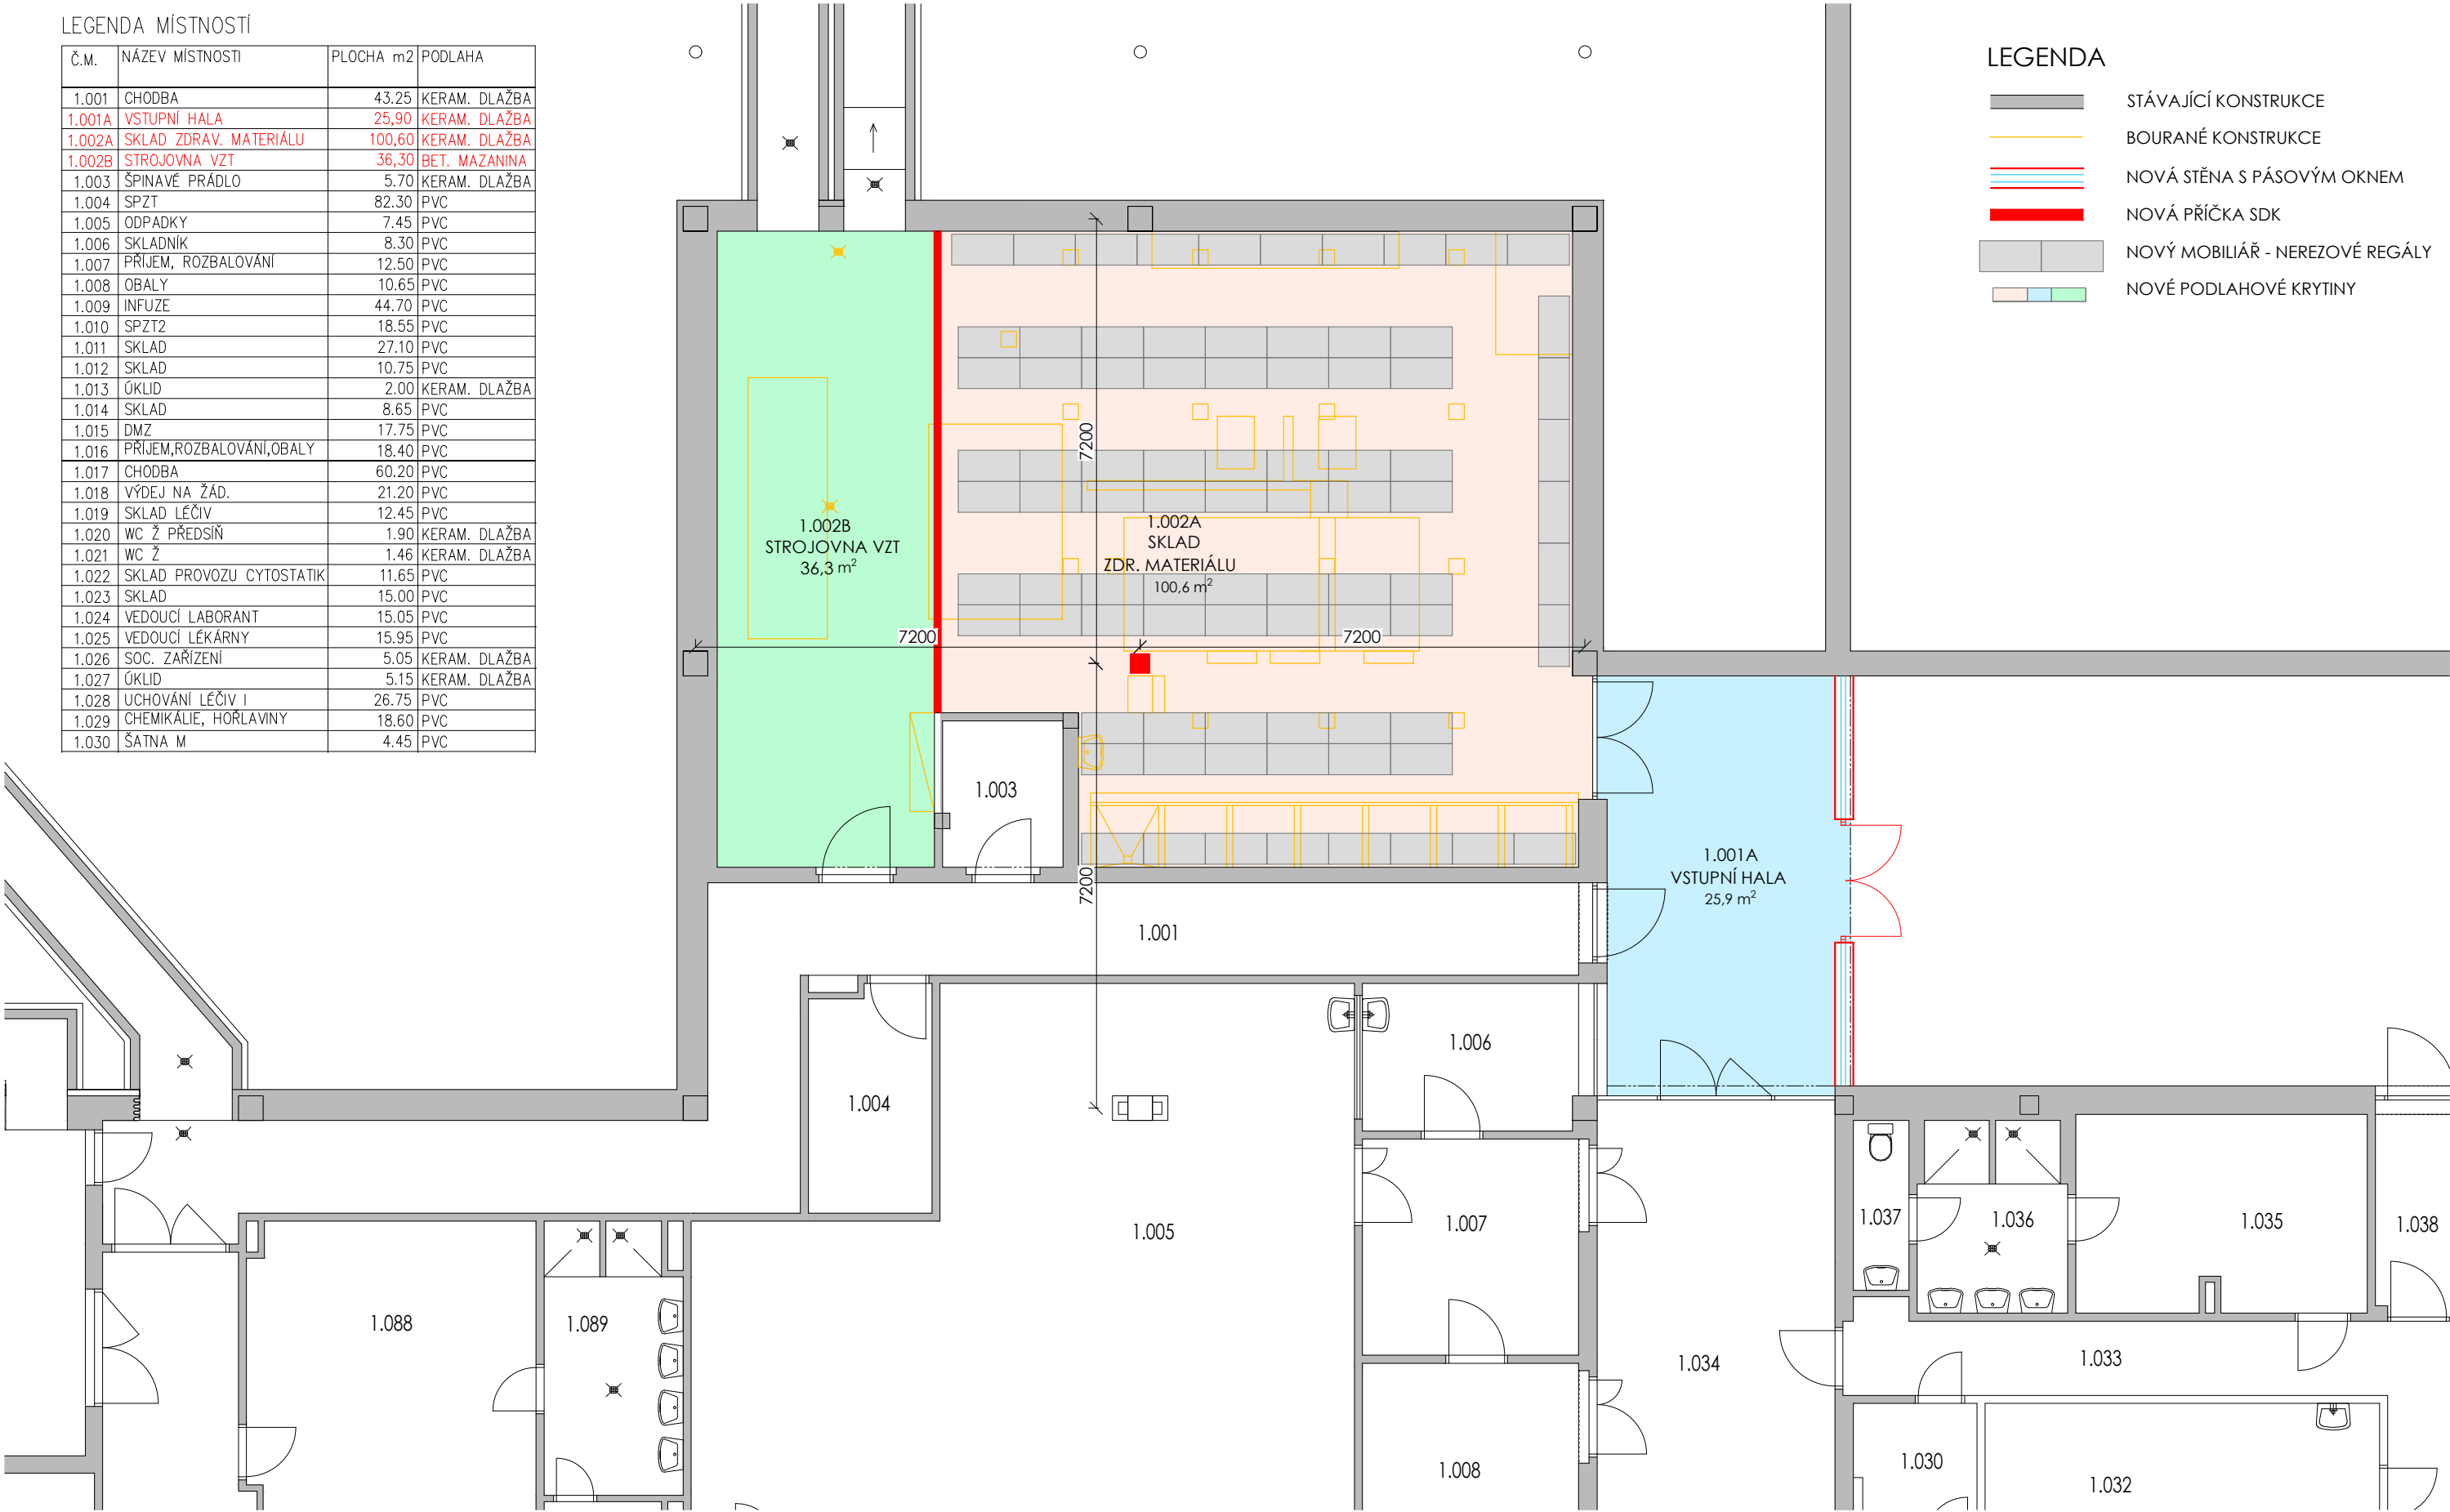 LEGENDA MÍSTNOSTÍ
Č.M. NÁZEV MÍSTNOSTI PLOCHA m2 PODLAHA
1.001 CHODBA 43.25 KERAM. DLAŽBA
1.001A VSTUPNÍ HALA 25,90 KERAM. DLAŽBA
1.002A SKLAD ZDRAV. MATERIÁLU 100,60 KERAM. DLAŽBA
1.002B STROJOVNA VZT 36,30 BET. MAZANINA
1.003 ŠPINAVÉ PRÁDLO 5.70 KERAM. DLAŽBA
1.004 SPZT 82.30 PVC
1.005 ODPADKY 7.45 PVC
1.006 SKLADNÍK 8.30 PVC
1.007 PŘÍJEM, ROZBALOVÁNÍ 12.50 PVC
1.008 OBALY 10.65 PVC
1.009 INFUZE 44.70 PVC
1.010 SPZT2 18.55 PVC
1.011 SKLAD 27.10 PVC
1.012 SKLAD 10.75 PVC
1.013 ÚKLID 2.00 KERAM. DLAŽBA
1.014 SKLAD 8.65 PVC
1.015 DMZ 17.75 PVC
1.016 PŘÍJEM,ROZBALOVÁNÍ,OBALY 18.40 PVC
1.017 CHODBA 60.20 PVC
1.018 VÝDEJ NA ŽÁD. 21.20 PVC
1.019 SKLAD LÉČIV 12.45 PVC
1.020 WC Ž PŘEDSÍŇ 1.90 KERAM. DLAŽBA
1.021 WC Ž 1.46 KERAM. DLAŽBA
1.022 SKLAD PROVOZU CYTOSTATIK 11.65 PVC
1.023 SKLAD 15.00 PVC
1.024 VEDOUCÍ LABORANT 15.05 PVC
1.025 VEDOUCÍ LÉKÁRNY 15.95 PVC
1.026 SOC. ZAŘÍZENÍ 5.05 KERAM. DLAŽBA
1.027 ÚKLID 5.15 KERAM. DLAŽBA
1.028 UCHOVÁNÍ LÉČIV I 26.75 PVC
1.029 CHEMIKÁLIE, HOŘLAVINY 18.60 PVC
1.030 ŠATNA M 4.45 PVC
LEGENDA
STÁVAJÍCÍ KONSTRUKCE
BOURANÉ KONSTRUKCE
NOVÁ STĚNA S PÁSOVÝM OKNEM
NOVÁ PŘÍČKA SDK
NOVÝ MOBILIÁŘ - NEREZOVÉ REGÁLY
NOVÉ PODLAHOVÉ KRYTINY
7200
1.002B
STROJOVNA VZT
36,3 m²
1.002A
SKLAD
ZDR. MATERIÁLU
100,6 m²
7200
7200
1.003
7200
1.001A
VSTUPNÍ HALA
25,9 m²
1.001
1.006
1.004
1.005
1.007
1.037
1.036
1.035
1.038
1.088
1.089
1.034
1.033
1.008
1.030
1.032